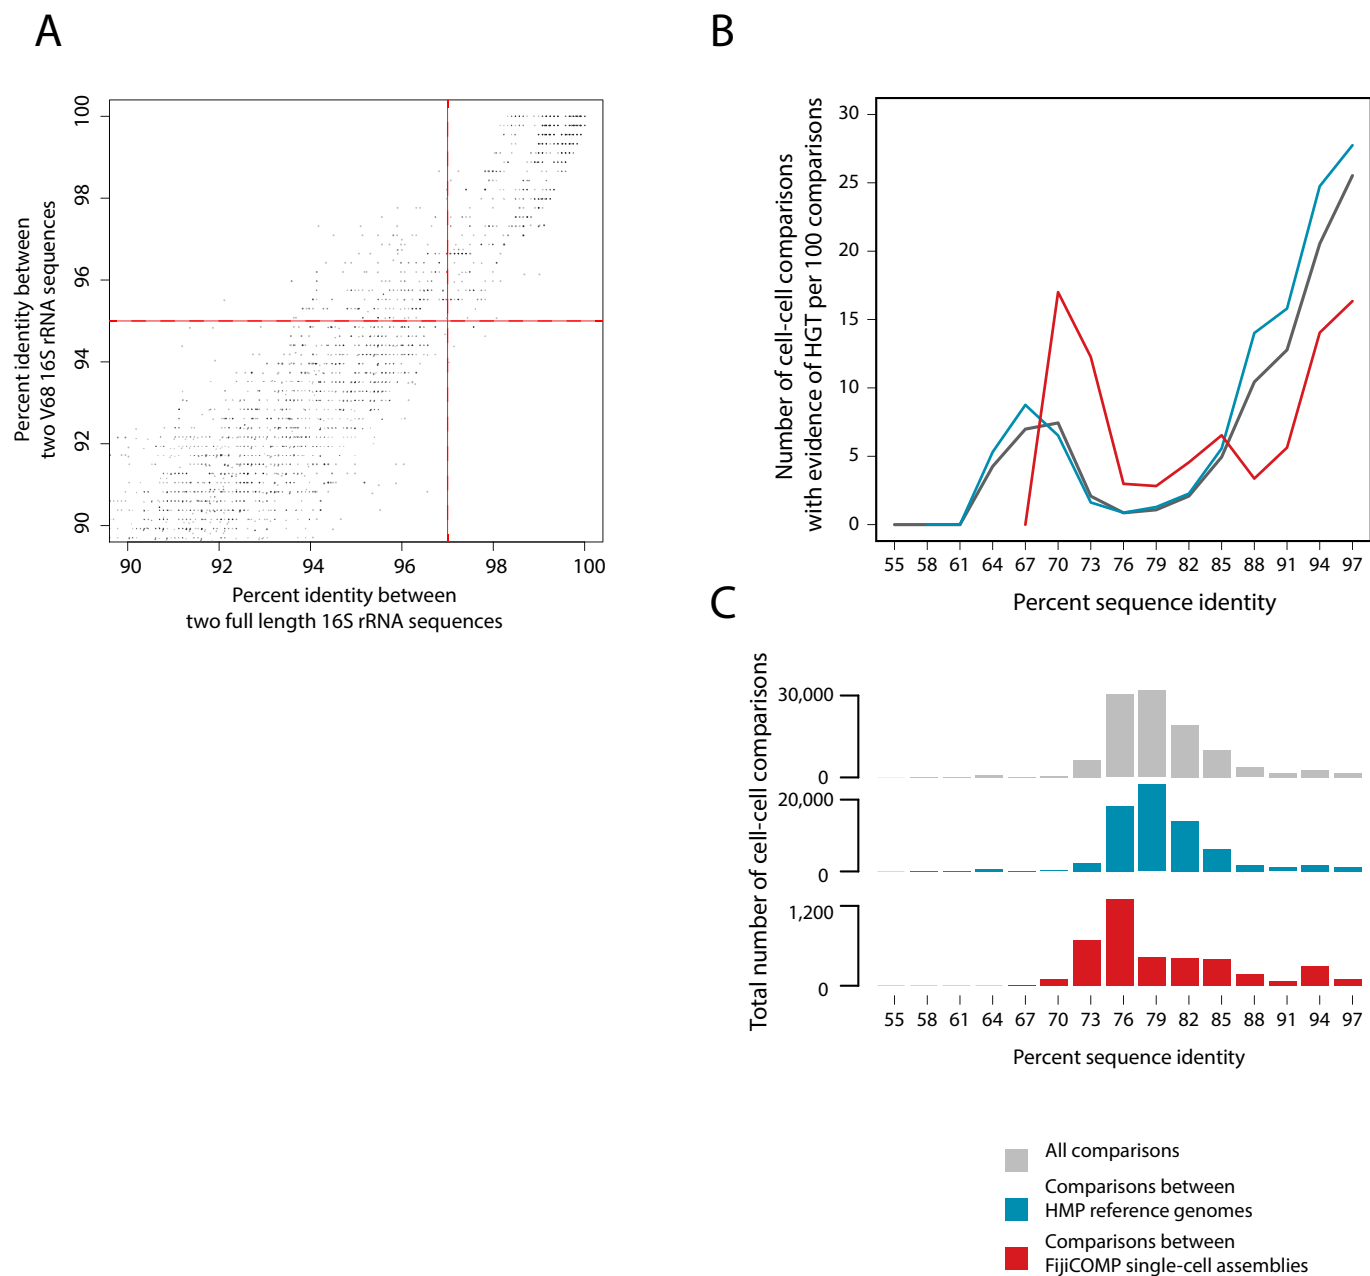 A
Percent identity between
two V68 16S rRNA sequences
100
98
96
94
92
90
90 92 94 96 98 100
Percent identity between
two full length 16S rRNA sequences
B
Number of cell-cell comparisons
with evidence of HGT per 100 comparisons
30
25
20
15
10
5
0
55 58 61 64 67 70 73 76 79 82 85 88 91 94 97
Percent sequence identity
C
Total number of cell-cell comparisons
30,000
0
20,000
0
1,200
0
55 58 61 64 67 70 73 76 79 82 85 88 91 94 97
Percent sequence identity
All comparisons
Comparisons between
HMP reference genomes
Comparisons between
FijiCOMP single-cell assemblies